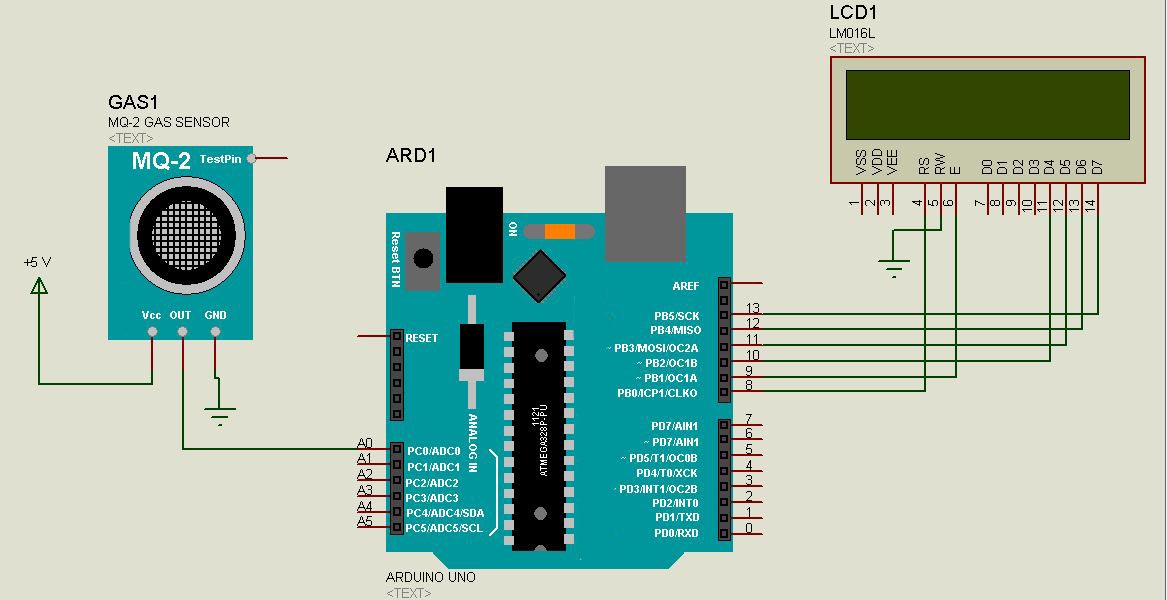 LCD1
LM016L
<TEXT>
VSS VDD VEE RS RW E D0 D1 D2 D3 D4 D5 D6 D7
1 2 3 4 5 6 7 8 9 10 11 12 13 14
GAS1
MQ-2 GAS SENSOR
<TEXT>
MQ-2 TestPin
Vcc OUT GND
+5 V
ARD1
Reset BTN
ON
AREF
RESET
PB5/SCK 13
PB4/MISO 12
~ PB3/MOSI/OC2A 11
~ PB2/OC1B 10
~ PB1/OC1A 9
PB0/ICP1/CLKO 8
1121
ATMEGA328P-PU
ANALOG IN
A0 PC0/ADC0
A1 PC1/ADC1
A2 PC2/ADC2
A3 PC3/ADC3
A4 PC4/ADC4/SDA
A5 PC5/ADC5/SCL
PD7/AIN1 7
~ PD7/AIN1 6
~ PD5/T1/OC0B 5
PD4/T0/XCK 4
~ PD3/INT1/OC2B 3
PD2/INT0 2
PD1/TXD 1
PD0/RXD 0
ARDUINO UNO
<TEXT>